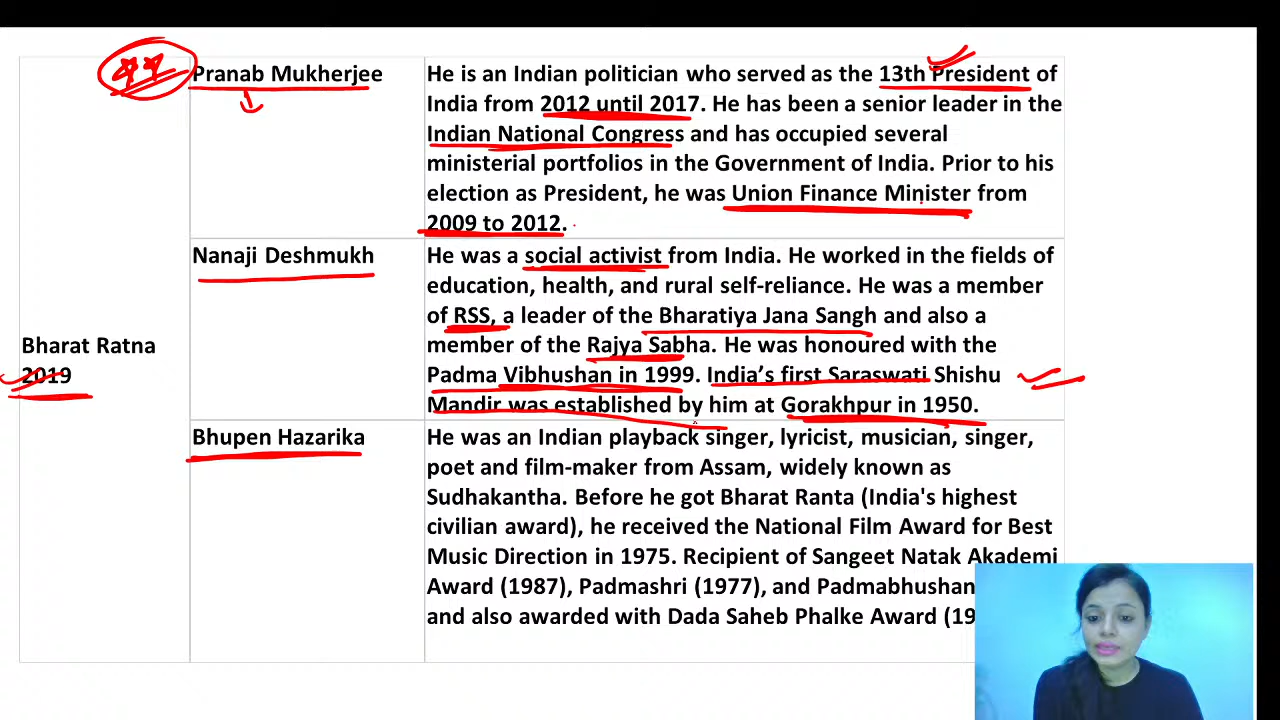 Pranab Mukherjee
He is an Indian politician who served as the 13th President of
India from 2012 until 2017. He has been a senior leader in the
Indian National Congress and has occupied several
ministerial portfolios in the Government of India. Prior to his
election as President, he was Union Finance Minister from
2009 to 2012.
Nanaji Deshmukh
He was a social activist from India. He worked in the fields of
education, health, and rural self-reliance. He was a member
of RSS, a leader of the Bharatiya Jana Sangh and also a
member of the Rajya Sabha. He was honoured with the
Padma Vibhushan in 1999. India's first Saraswati Shishu
Mandir was established by him at Gorakhpur in 1950.
Bharat Ratna
2019
Bhupen Hazarika
He was an Indian playback singer, lyricist, musician, singer,
poet and film-maker from Assam, widely known as
Sudhakantha. Before he got Bharat Ranta (India's highest
civilian award), he received the National Film Award for Best
Music Direction in 1975. Recipient of Sangeet Natak Akademi
Award (1987), Padmashri (1977), and Padmabhushan
and also awarded with Dada Saheb Phalke Award (19